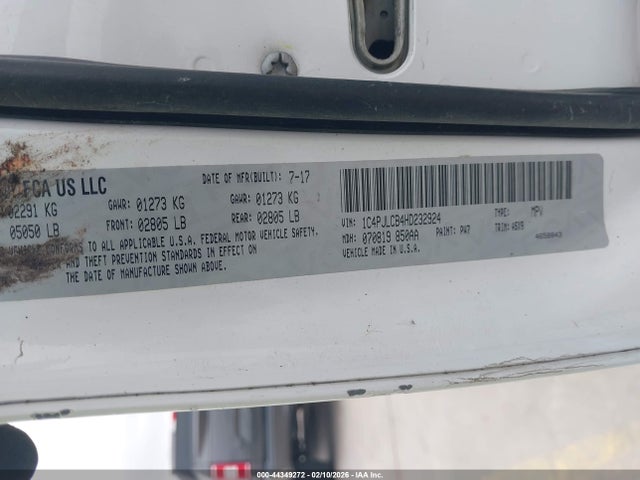 FCA US LLC
DATE OF MFR(BUILT): 7-17
02291 KG GAWR: 01273 KG GAWR: 01273 KG
05050 LB FRONT: 02805 LB REAR: 02805 LB
CONFORMS TO ALL APPLICABLE U.S.A. FEDERAL MOTOR VEHICLE SAFETY,
AND THEFT PREVENTION STANDARDS IN EFFECT ON
THE DATE OF MANUFACTURE SHOWN ABOVE.
VIN: 1C4PJLCB4HD232924 TYPE: MPV
MDH: 070819 850AA PAINT: PW7 TRIM: A5X9
VEHICLE MADE IN U.S.A.
000-44349272 - 02/10/2026 - IAAI.com